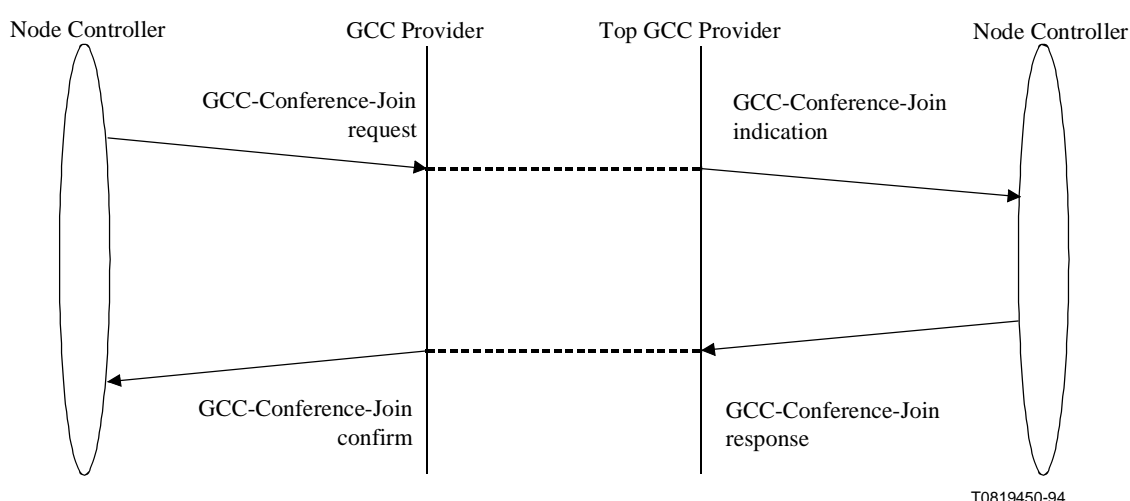 Node Controller
GCC Provider
Top GCC Provider
Node Controller
GCC-Conference-Join
request
GCC-Conference-Join
indication
GCC-Conference-Join
confirm
GCC-Conference-Join
response
T0819450-94